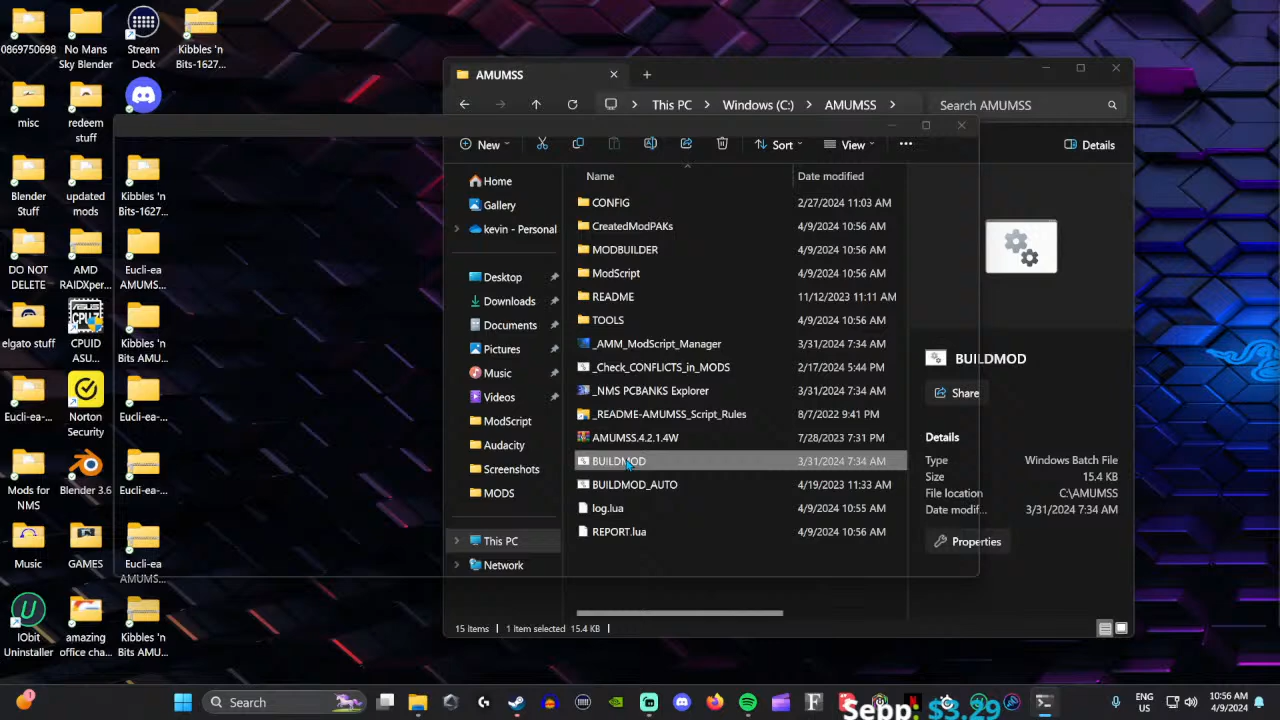 0869750698
No Mans
Sky Blender
Stream
Deck
Kibbles 'n
Bits-1627...
misc
redeem
stuff
Blender
Stuff
updated
mods
Kibbles 'n
Bits-1627...
DO NOT
DELETE
AMD
RAIDXper...
Eucli-ea
AMUMS...
elgato stuff
CPUID
ASU...
Kibbles 'n
Bits AMU...
Eucli-ea-...
Norton
Security
Eucli-ea-...
Mods for
NMS
Blender 3.6
Eucli-ea-...
Music
GAMES
Eucli-ea
AMUMS...
IObit
Uninstaller
amazing
office cha...
Kibbles 'n
Bits AMU...
AMUMSS
This PC
Windows (C:)
AMUMSS
Search AMUMSS
New
Sort
View
Details
Home
Gallery
kevin - Personal
Desktop
Downloads
Documents
Pictures
Music
Videos
ModScript
Audacity
Screenshots
MODS
This PC
Network
Name Date modified
CONFIG 2/27/2024 11:03 AM
CreatedModPAKs 4/9/2024 10:56 AM
MODBUILDER 4/9/2024 10:56 AM
ModScript 4/9/2024 10:56 AM
README 11/12/2023 11:11 AM
TOOLS 4/9/2024 10:56 AM
_AMM_ModScript_Manager 3/31/2024 7:34 AM
_Check_CONFLICTS_in_MODS 2/17/2024 5:44 PM
_NMS PCBANKS Explorer 3/31/2024 7:34 AM
_README-AMUMSS_Script_Rules 8/7/2022 9:41 PM
AMUMSS.4.2.1.4W 7/28/2023 7:31 PM
BUILDMOD 3/31/2024 7:34 AM
BUILDMOD_AUTO 4/19/2023 11:33 AM
log.lua 4/9/2024 10:55 AM
REPORT.lua 4/9/2024 10:56 AM
BUILDMOD
Share
Details
Type Windows Batch File
Size 15.4 KB
File location C:\AMUMSS
Date modif... 3/31/2024 7:34 AM
Properties
15 items 1 item selected 15.4 KB
Search
ENG
US
10:56 AM
4/9/2024
Sepp: $3.29